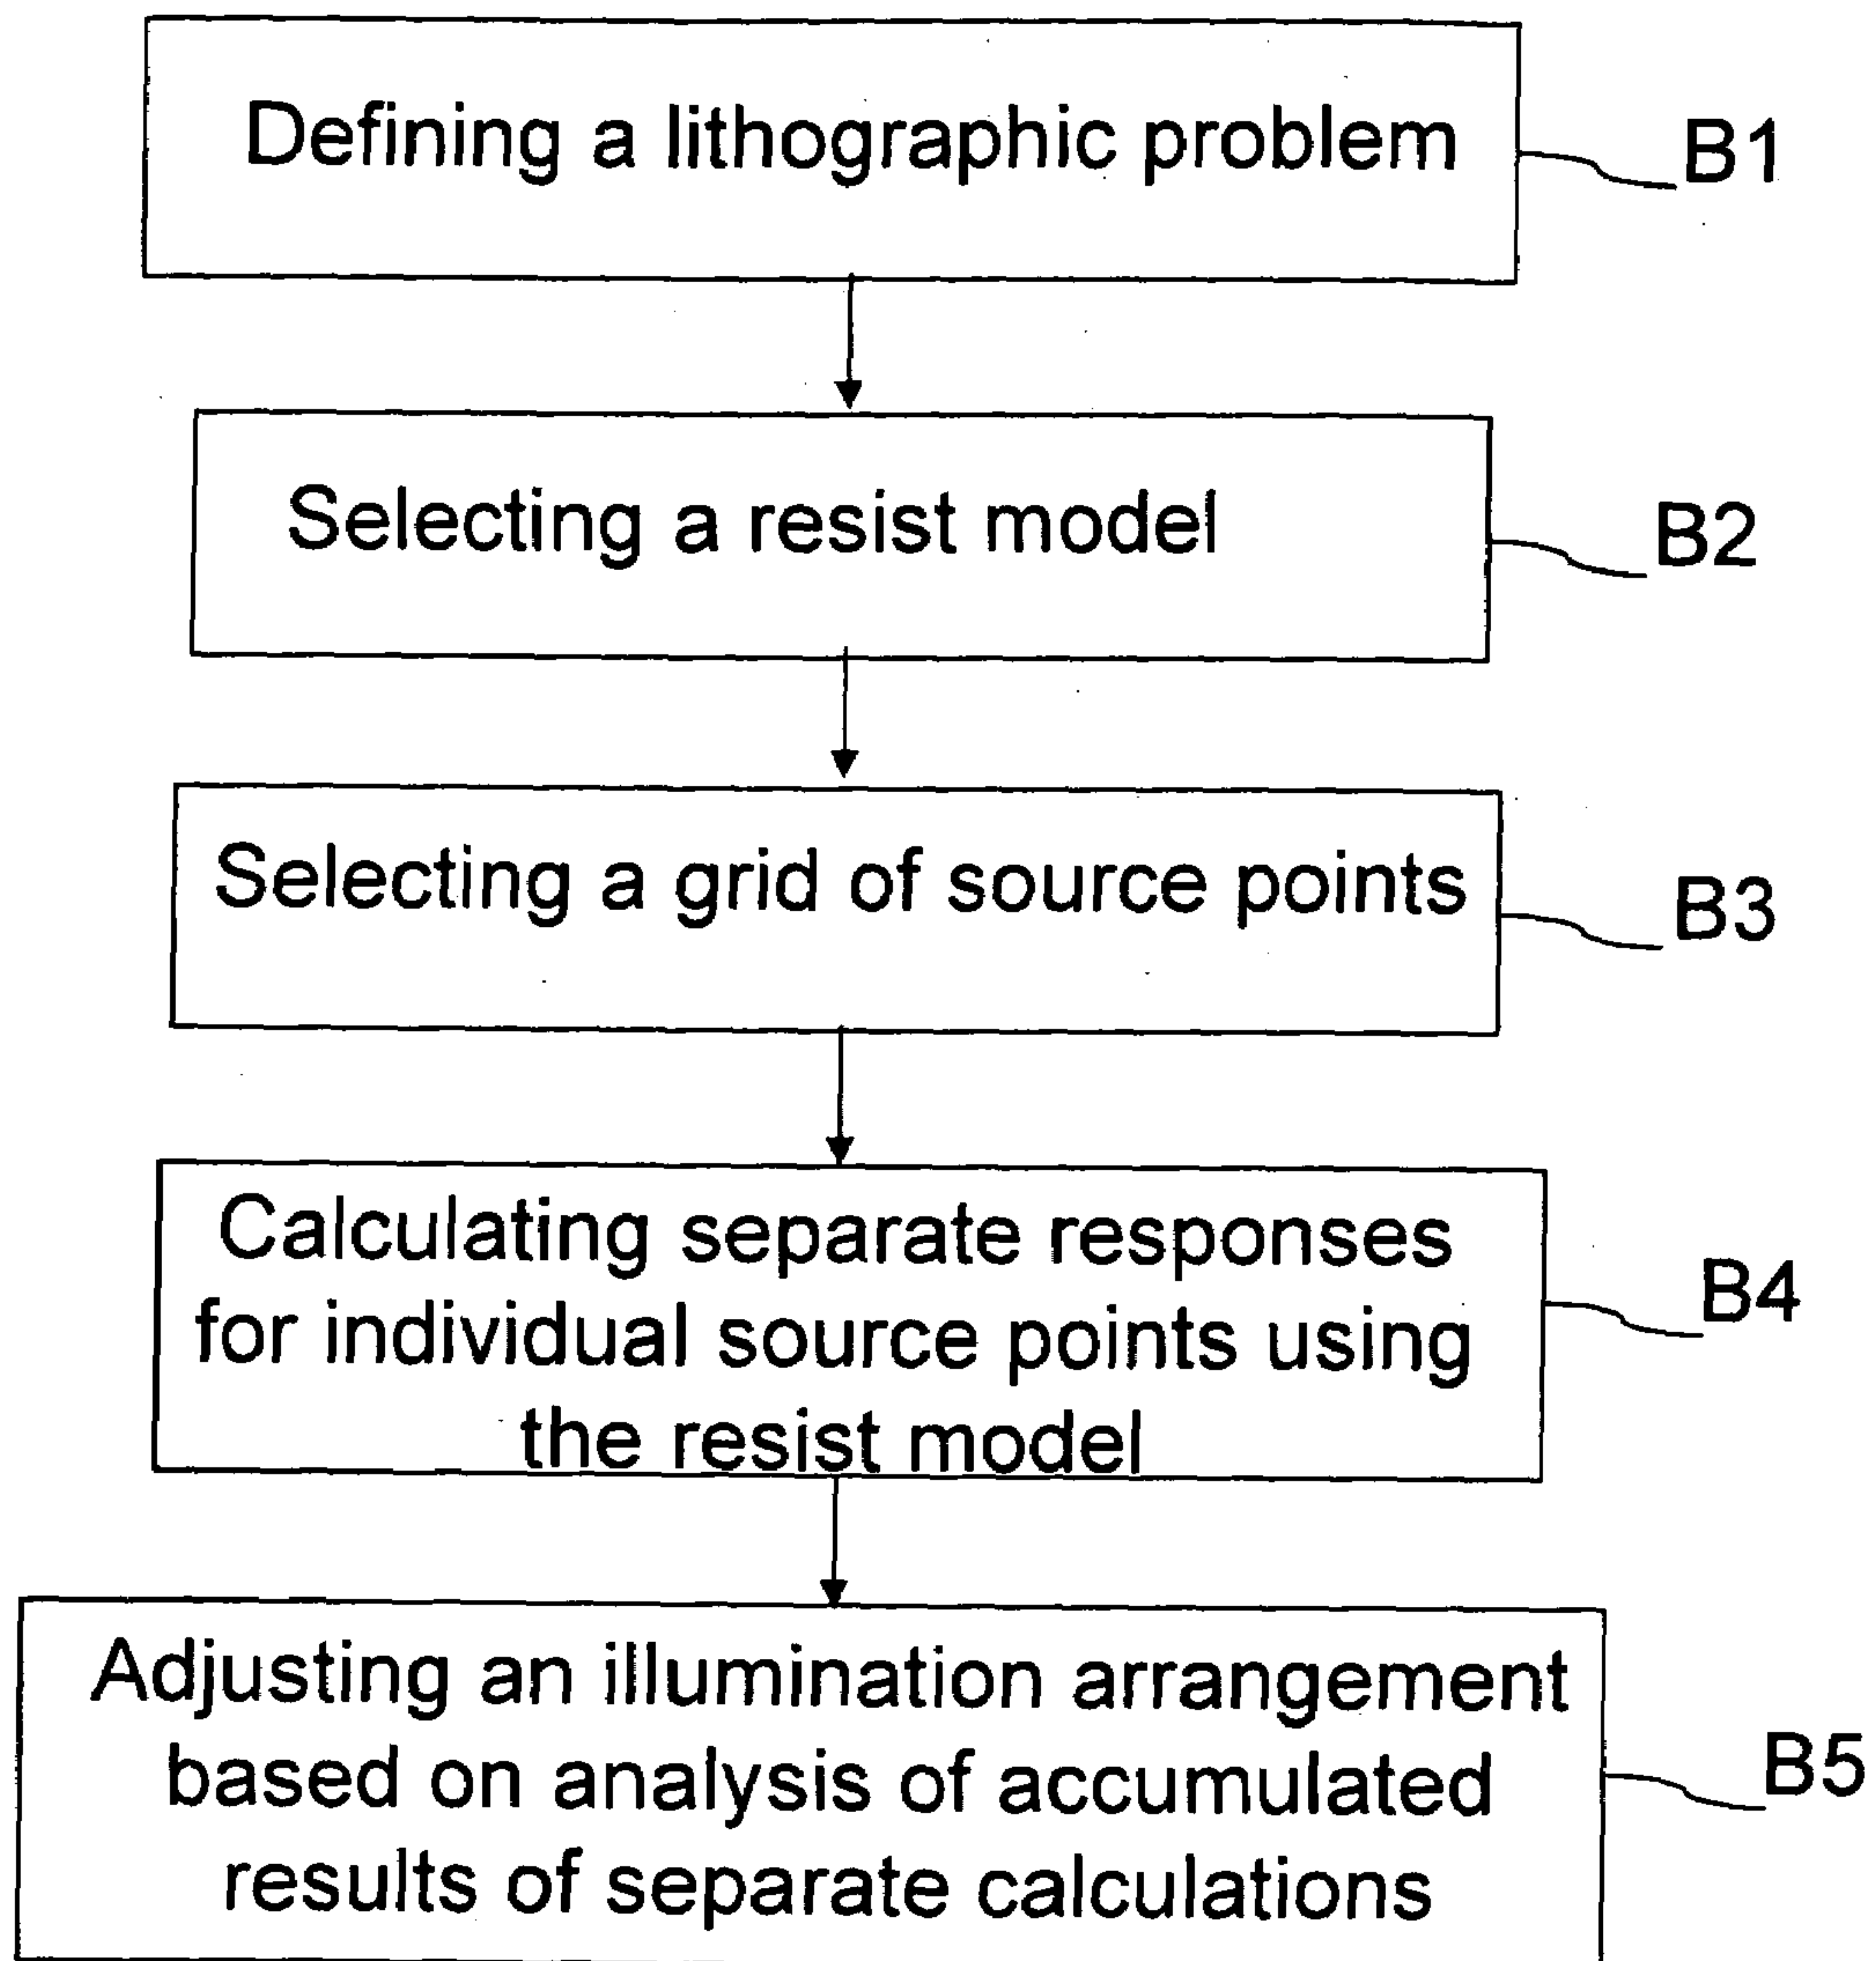 Defining a lithographic problem
B1
Selecting a resist model
B2
Selecting a grid of source points
B3
Calculating separate responses
for individual source points using
the resist model
B4
Adjusting an illumination arrangement
based on analysis of accumulated
results of separate calculations
B5